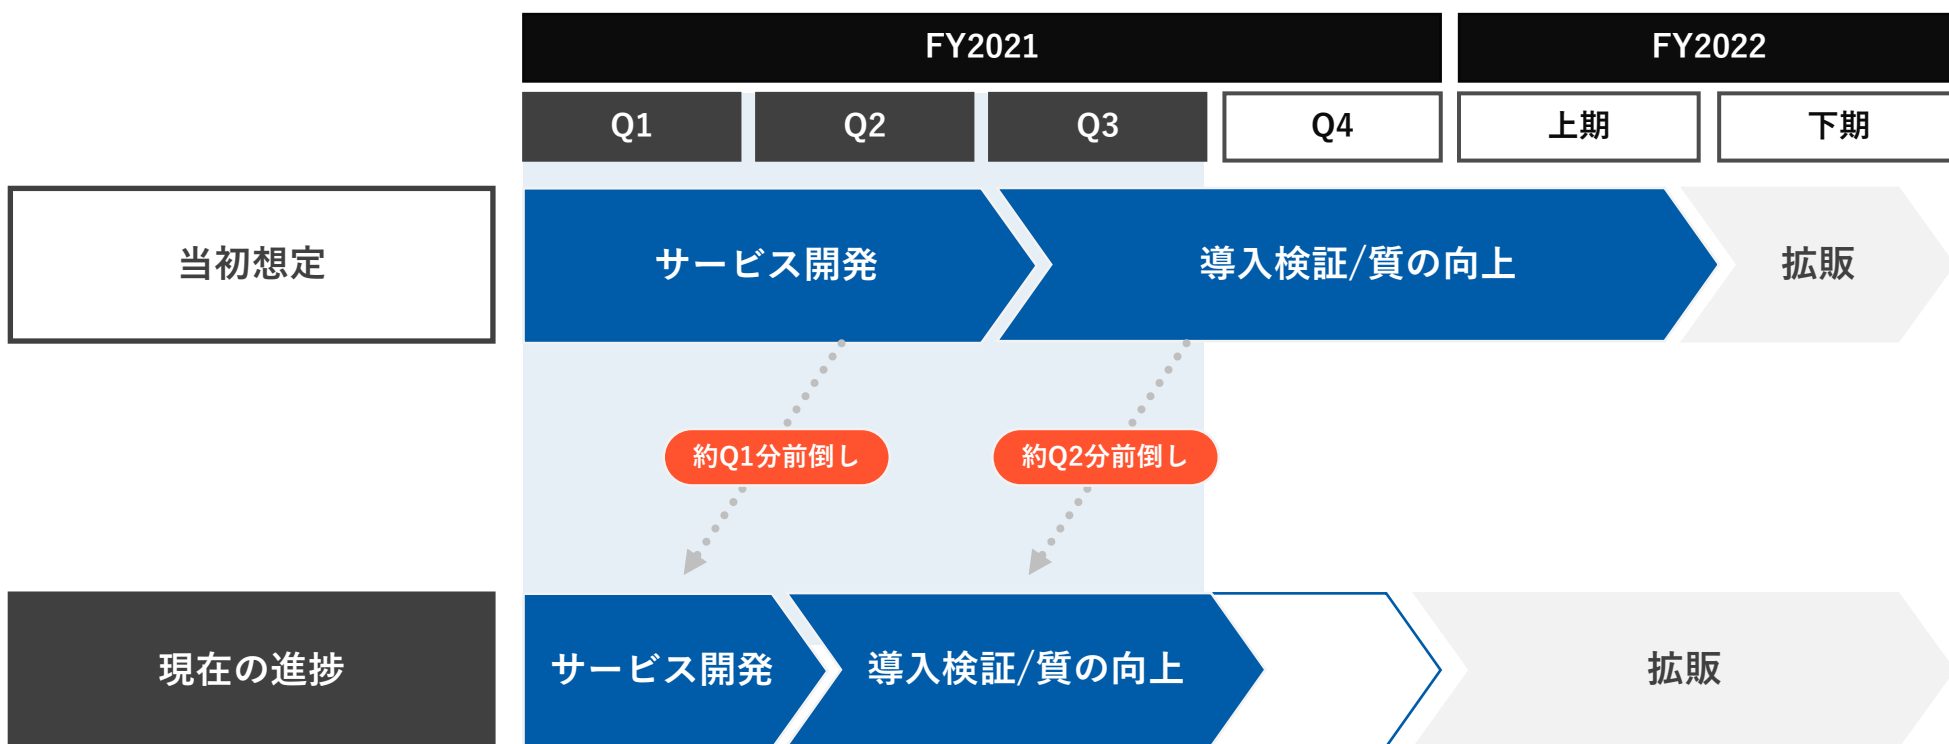 FY2021
FY2022
Q1
Q2
Q3
Q4
上期
下期
当初想定
サービス開発
導入検証/質の向上
拡販
約Q1分前倒し
約Q2分前倒し
現在の進捗
サービス開発
導入検証/質の向上
拡販